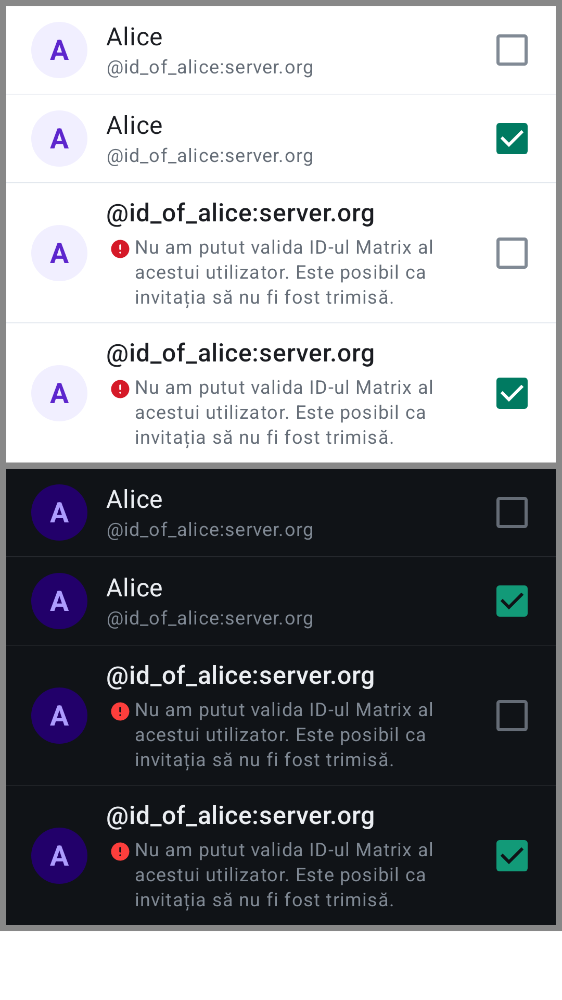 A
Alice
@id_of_alice:server.org
A
Alice
@id_of_alice:server.org
@id_of_alice:server.org
A
Nu am putut valida ID-ul Matrix al
acestui utilizator. Este posibil ca
invitația să nu fi fost trimisă.
@id_of_alice:server.org
A
Nu am putut valida ID-ul Matrix al
acestui utilizator. Este posibil ca
invitația să nu fi fost trimisă.
A
Alice
@id_of_alice:server.org
A
Alice
@id_of_alice:server.org
@id_of_alice:server.org
A
Nu am putut valida ID-ul Matrix al
acestui utilizator. Este posibil ca
invitația să nu fi fost trimisă.
@id_of_alice:server.org
A
Nu am putut valida ID-ul Matrix al
acestui utilizator. Este posibil ca
invitația să nu fi fost trimisă.